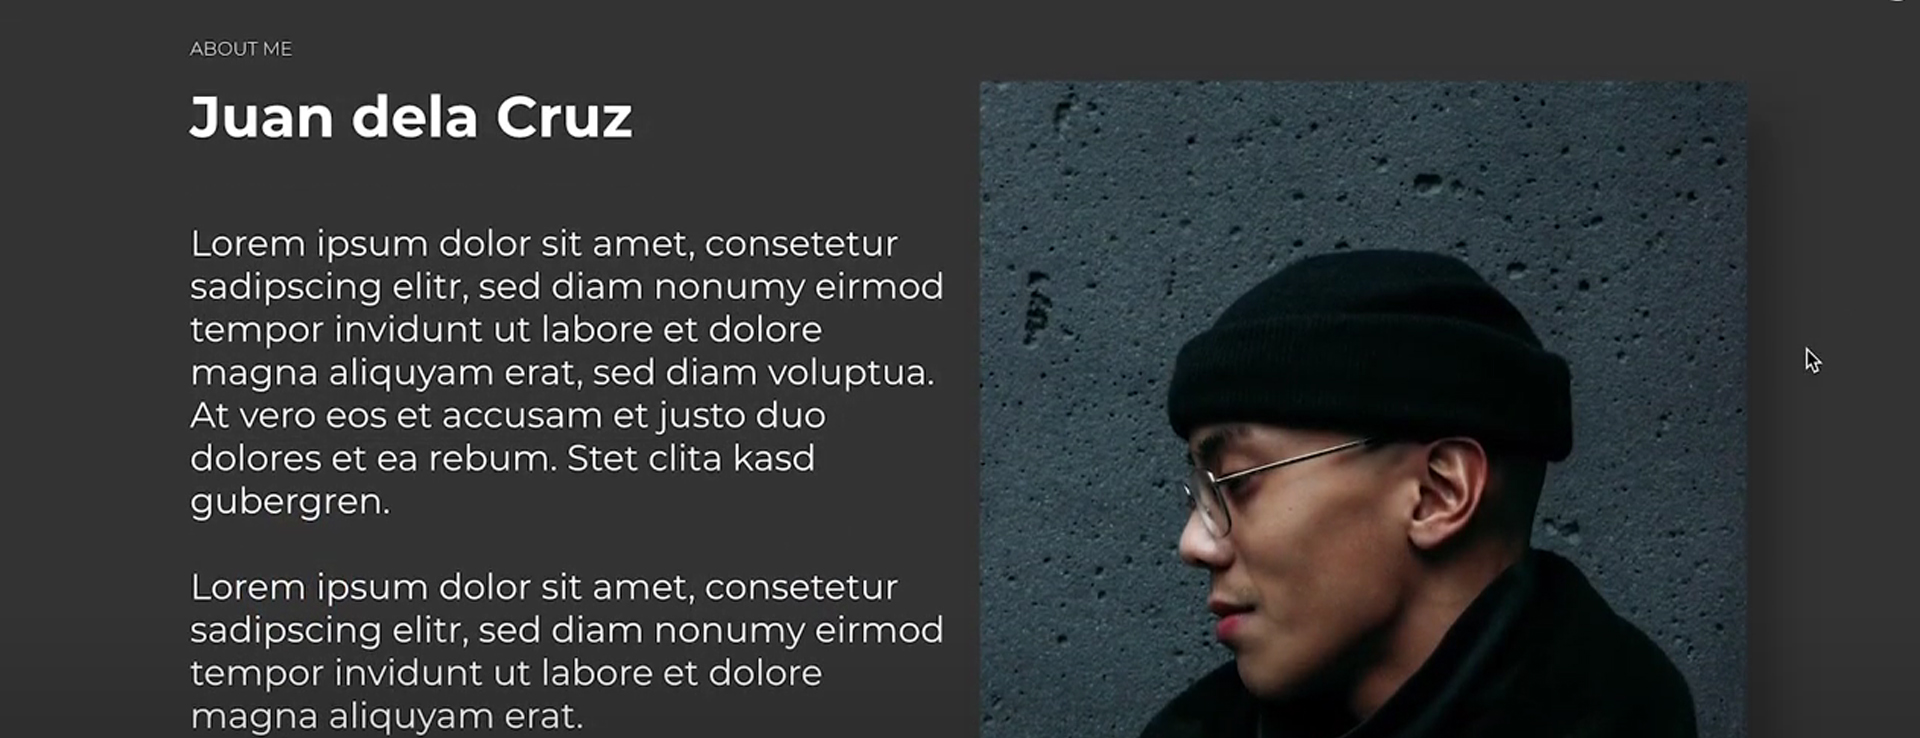 ABOUT ME
Juan dela Cruz
Lorem ipsum dolor sit amet, consetetur
sadipscing elitr, sed diam nonumy eirmod
tempor invidunt ut labore et dolore
magna aliquyam erat, sed diam voluptua.
At vero eos et accusam et justo duo
dolores et ea rebum. Stet clita kasd
gubergren.
Lorem ipsum dolor sit amet, consetetur
sadipscing elitr, sed diam nonumy eirmod
tempor invidunt ut labore et dolore
magna aliquyam erat.